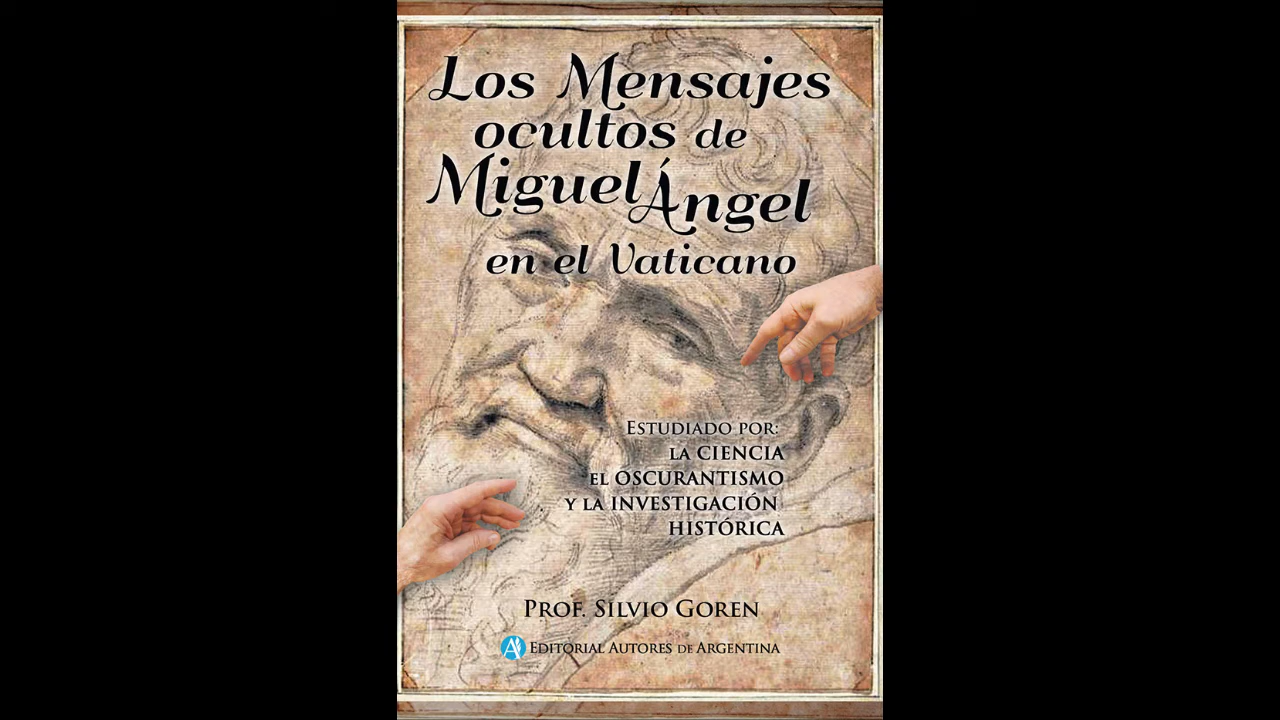 Los Mensajes
ocultos de
Miguel Ángel
en el Vaticano
Estudiado por:
la ciencia
el oscurantismo
y la investigación
histórica
Prof. Silvio Goren
Editorial Autores de Argentina